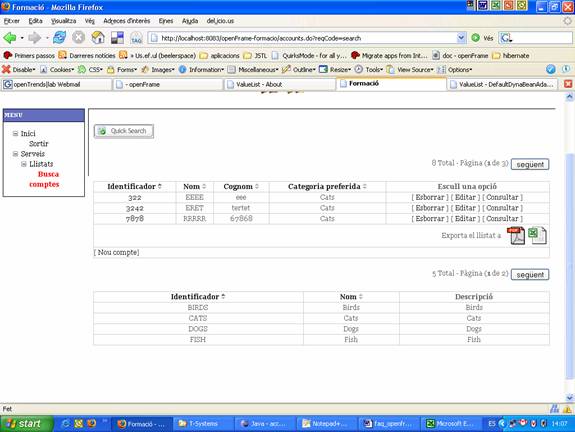 Formació - Mozilla Firefox
Fitxer Edita Visualitza Vés Adreces d'interès Eines Ajuda del.icio.us
TAG http://localhost:8083/openFrame-formacio/accounts.do?reqCode=search Vés
Primers passos Darreres notícies > Us.ef.ul (beelerspace) aplicacions JSTL QuirksMode - for all y... Migrate apps from Int... doc - openFrame hibernate
Disable Cookies CSS Forms Images Information Miscellaneous Outline Resize Tools View Source Options
openTrends|lab Webmail - openFrame ValueList - About Formació ValueList - DefaultDynaBeanAda...
MENU
Inici
Sortir
Serveis
Llistats
Busca comptes
Quick Search
8 Total - Pàgina (1 de 3) següent
Identificador Nom Cognom Categoria preferida Escull una opció
322 EEEE eee Cats [ Esborrar ] [ Editar ] [ Consultar ]
3242 ERET tertet Cats [ Esborrar ] [ Editar ] [ Consultar ]
7878 RRRRR 67868 Cats [ Esborrar ] [ Editar ] [ Consultar ]
Exporta el llistat a
[ Nou compte]
5 Total - Pàgina (1 de 2) següent
Identificador Nom Descripció
BIRDS Birds Birds
CATS Cats Cats
DOGS Dogs Dogs
FISH Fish Fish
Fet
start Formació - Moz... T-Systems Java - acc... Notepad+... faq_openfr... Microsoft E... ES 14:07